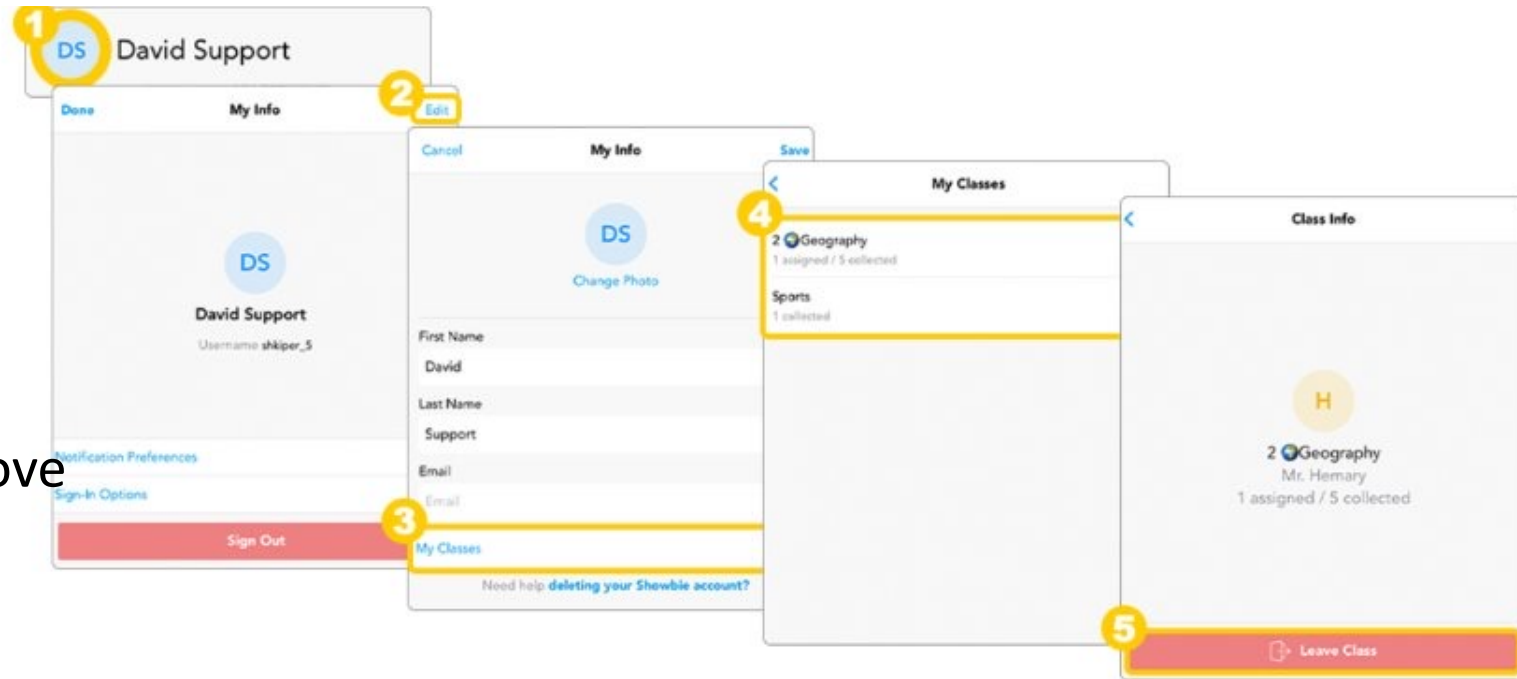 1
DS David Support
Done My Info
2
Edit
DS
David Support
Username shkiper_5
Notification Preferences
Sign-In Options
Sign Out
ove
Cancel My Info Save
DS
Change Photo
First Name
David
Last Name
Support
Email
Email
3
My Classes
Need help deleting your Showbie account?
< My Classes
4
2 Geography
1 assigned / 5 collected
Sports
1 collected
< Class Info
H
2 Geography
Mr. Hemary
1 assigned / 5 collected
5
Leave Class